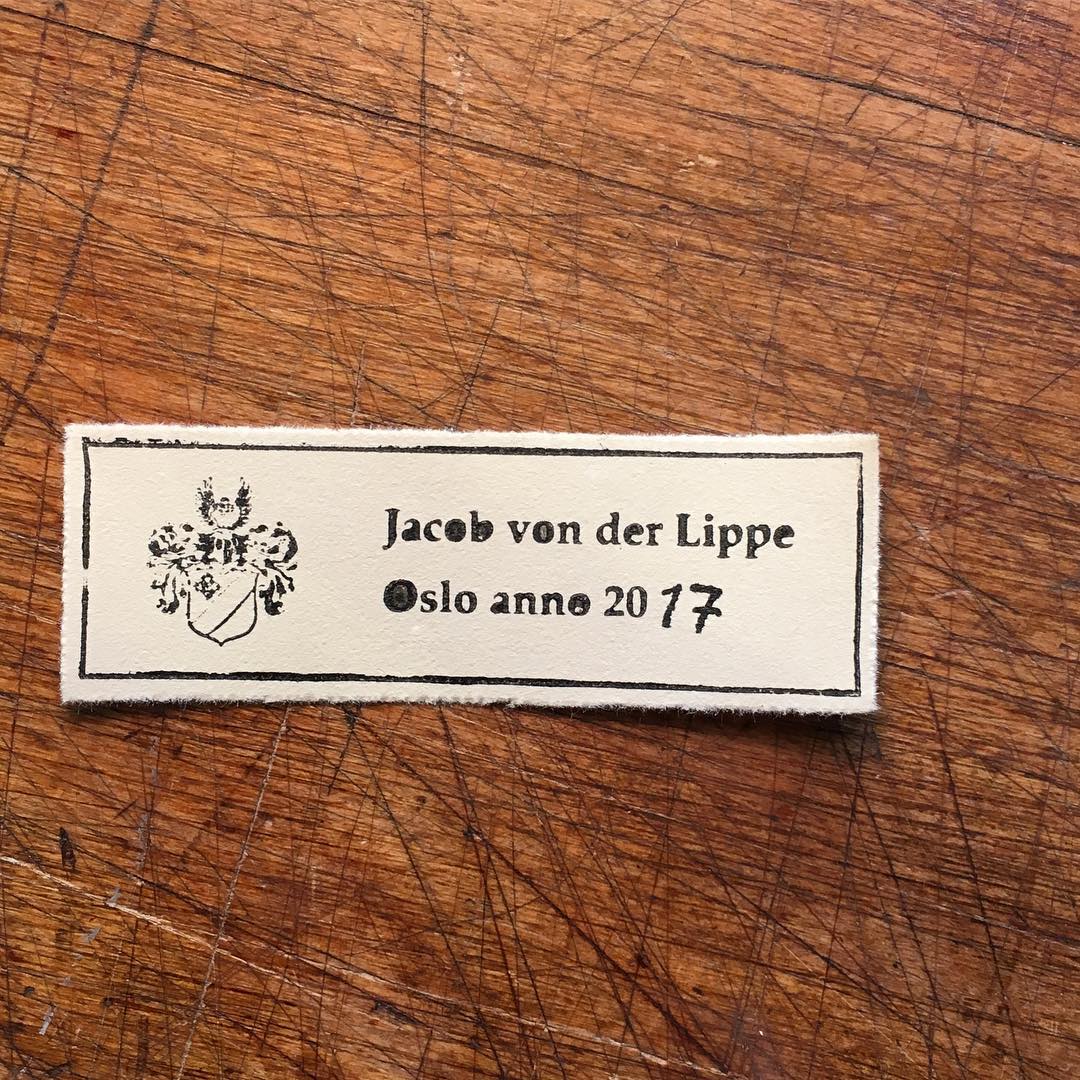 Jacob von der Lippe
Oslo anno 2017